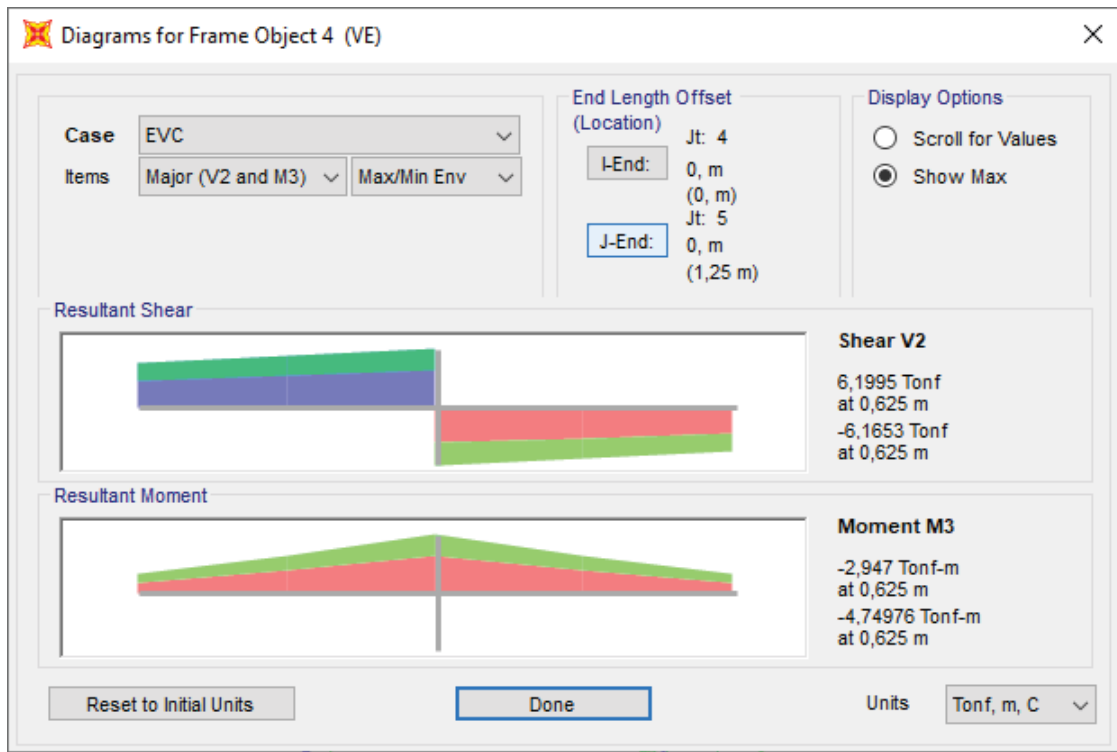 Diagrams for Frame Object 4 (VE)
Case EVC
Items Major (V2 and M3) Max/Min Env
End Length Offset
(Location)
Jt: 4
I-End: 0, m
(0, m)
Jt: 5
J-End: 0, m
(1,25 m)
Display Options
Scroll for Values
Show Max
Resultant Shear
Shear V2
6,1995 Tonf
at 0,625 m
-6,1653 Tonf
at 0,625 m
Resultant Moment
Moment M3
-2,947 Tonf-m
at 0,625 m
-4,74976 Tonf-m
at 0,625 m
Reset to Initial Units
Done
Units Tonf, m, C